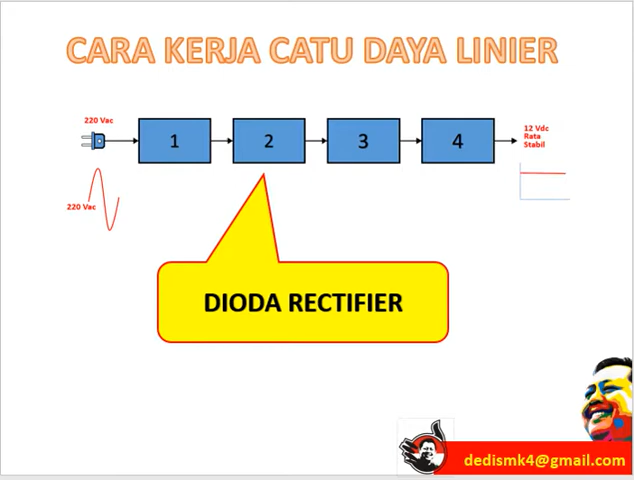 CARA KERJA CATU DAYA LINIER
220 Vac
1
2
3
4
12 Vdc
Rata
Stabil
220 Vac
DIODA RECTIFIER
dedismk4@gmail.com